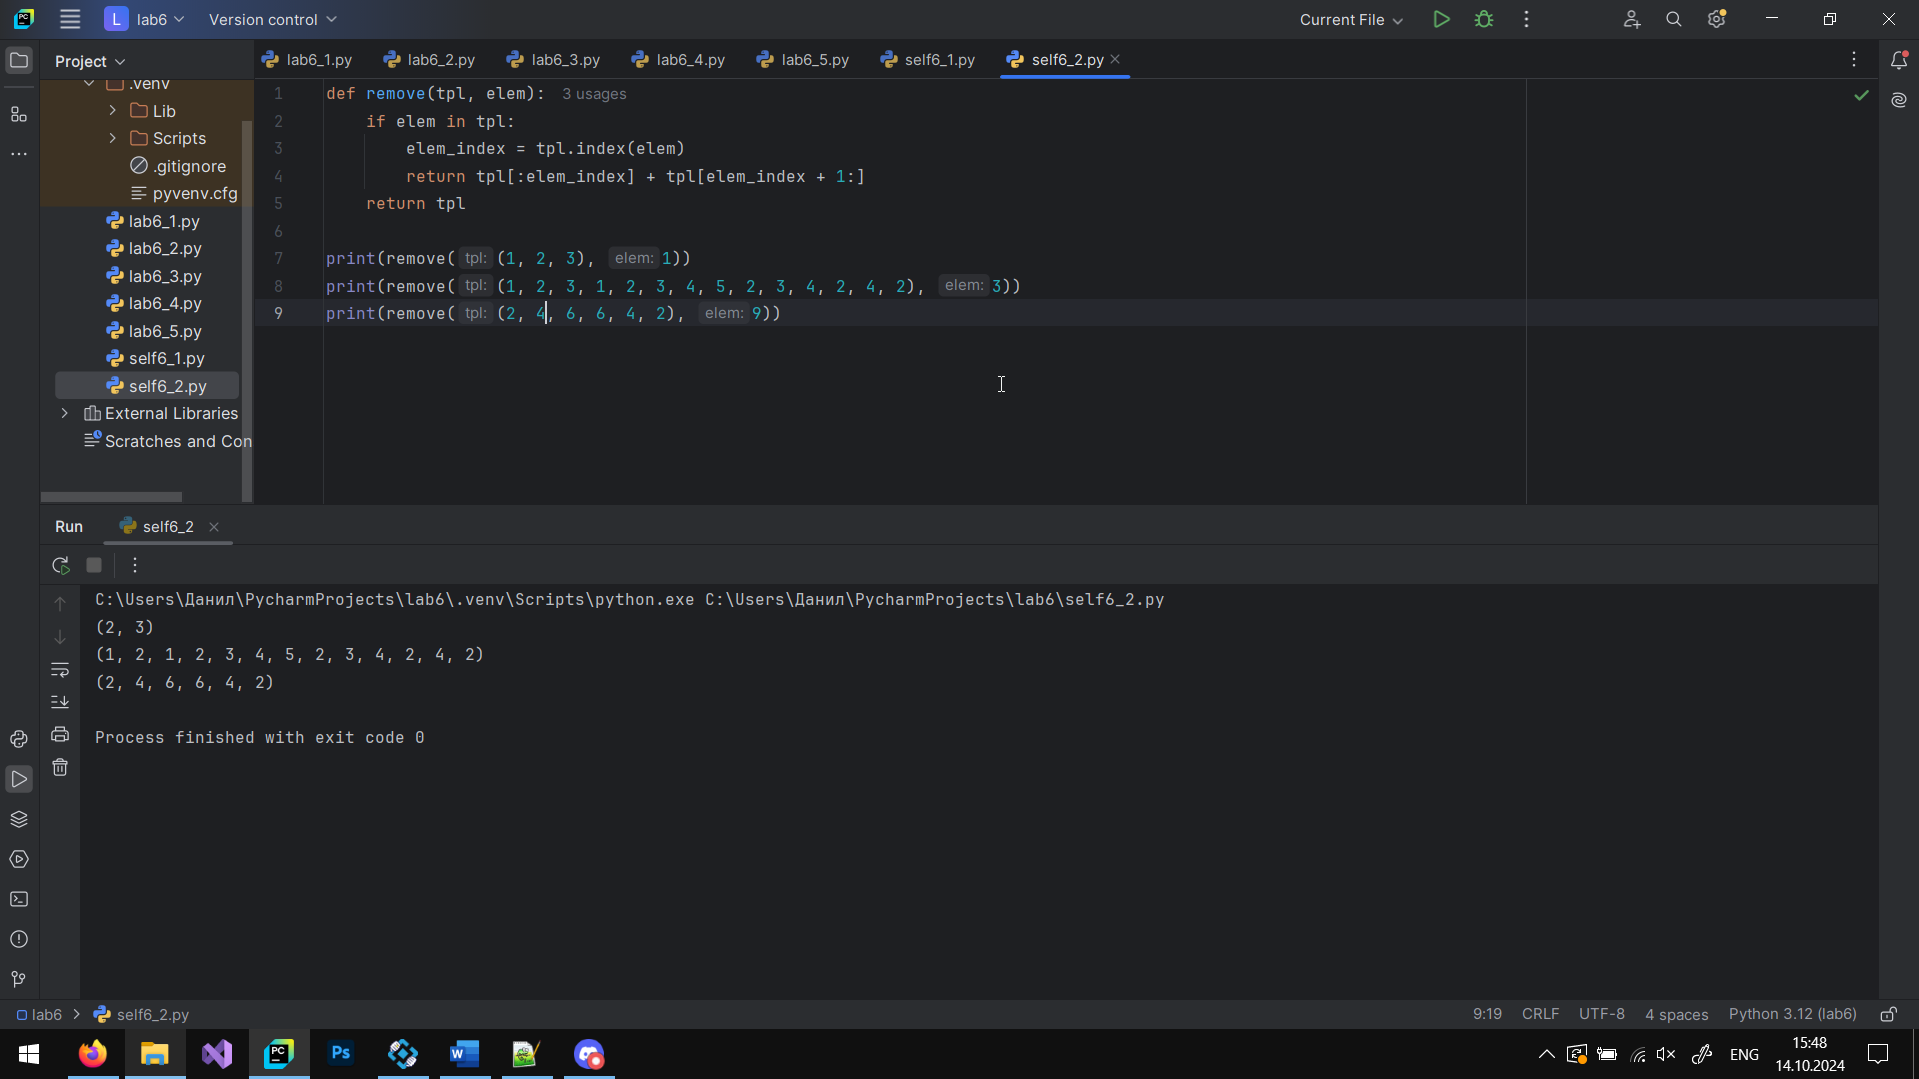 L lab6 Version control Current File
Project lab6_1.py lab6_2.py lab6_3.py lab6_4.py lab6_5.py self6_1.py self6_2.py
.venv
Lib
Scripts
.gitignore
pyvenv.cfg
lab6_1.py
lab6_2.py
lab6_3.py
lab6_4.py
lab6_5.py
self6_1.py
self6_2.py
External Libraries
Scratches and Con
1 def remove(tpl, elem): 3 usages
2 if elem in tpl:
3 elem_index = tpl.index(elem)
4 return tpl[:elem_index] + tpl[elem_index + 1:]
5 return tpl
6
7 print(remove( tpl: (1, 2, 3), elem: 1))
8 print(remove( tpl: (1, 2, 3, 1, 2, 3, 4, 5, 2, 3, 4, 2, 4, 2), elem: 3))
9 print(remove( tpl: (2, 4, 6, 6, 4, 2), elem: 9))
Run self6_2
C:\Users\Данил\PycharmProjects\lab6\.venv\Scripts\python.exe C:\Users\Данил\PycharmProjects\lab6\self6_2.py
(2, 3)
(1, 2, 1, 2, 3, 4, 5, 2, 3, 4, 2, 4, 2)
(2, 4, 6, 6, 4, 2)
Process finished with exit code 0
lab6 > self6_2.py 9:19 CRLF UTF-8 4 spaces Python 3.12 (lab6)
PC Ps W ENG 15:48
14.10.2024